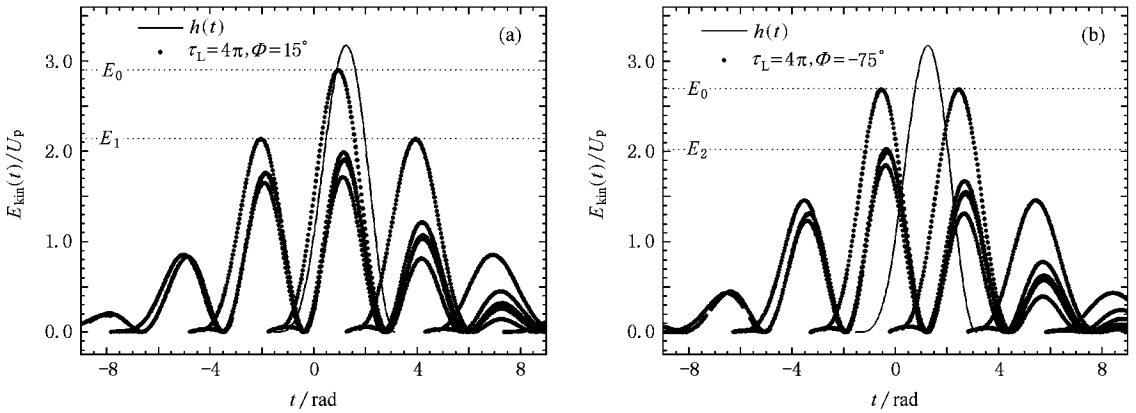 h(t)
(a)
τL=4π,Φ=15°
3.0
E0
E1
2.0
1.0
0.0
Ekin(t)/Up
−8
−4
0
4
8
t / rad
h(t)
(b)
τL=4π,Φ=−75°
3.0
E0
2.0
E2
1.0
0.0
Ekin(t)/Up
−8
−4
0
4
8
t / rad